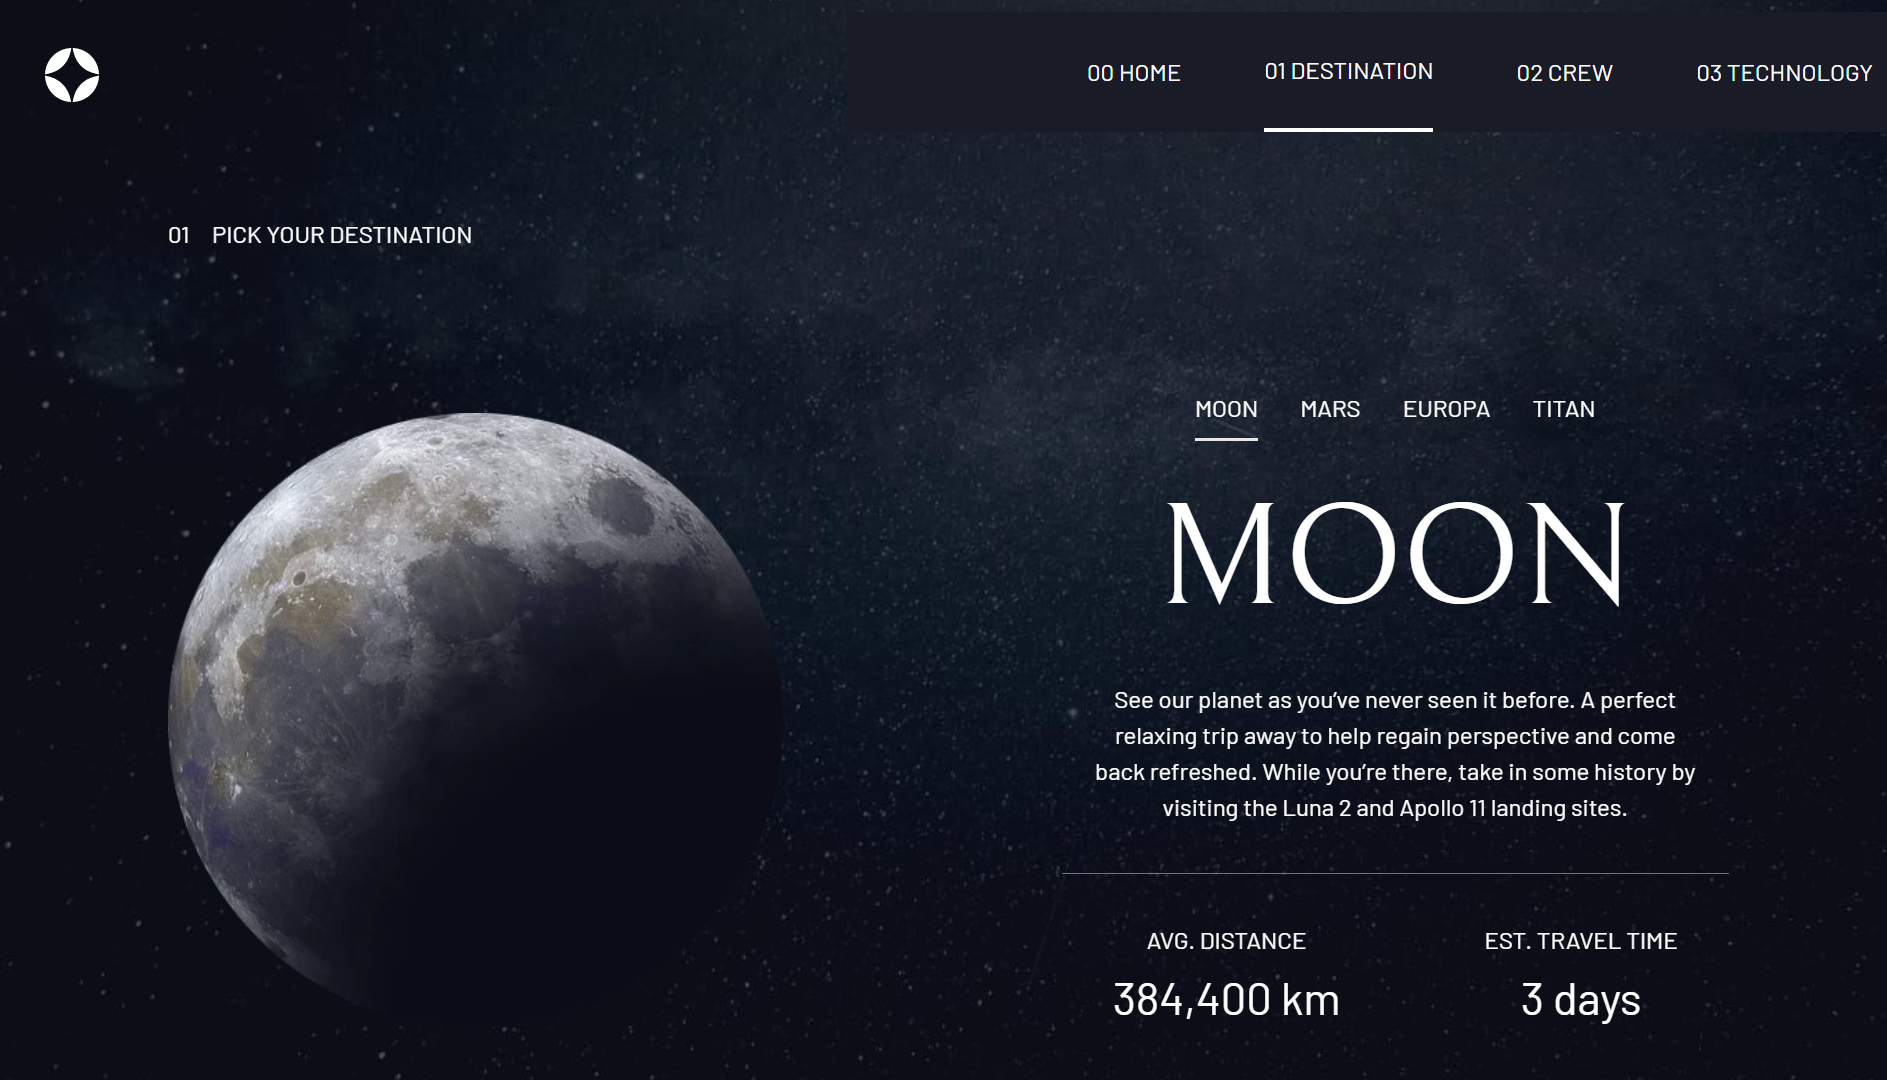 00 HOME
01 DESTINATION
02 CREW
03 TECHNOLOGY
01 PICK YOUR DESTINATION
MOON
MARS
EUROPA
TITAN
MOON
See our planet as you’ve never seen it before. A perfect
relaxing trip away to help regain perspective and come
back refreshed. While you’re there, take in some history by
visiting the Luna 2 and Apollo 11 landing sites.
AVG. DISTANCE
384,400 km
EST. TRAVEL TIME
3 days